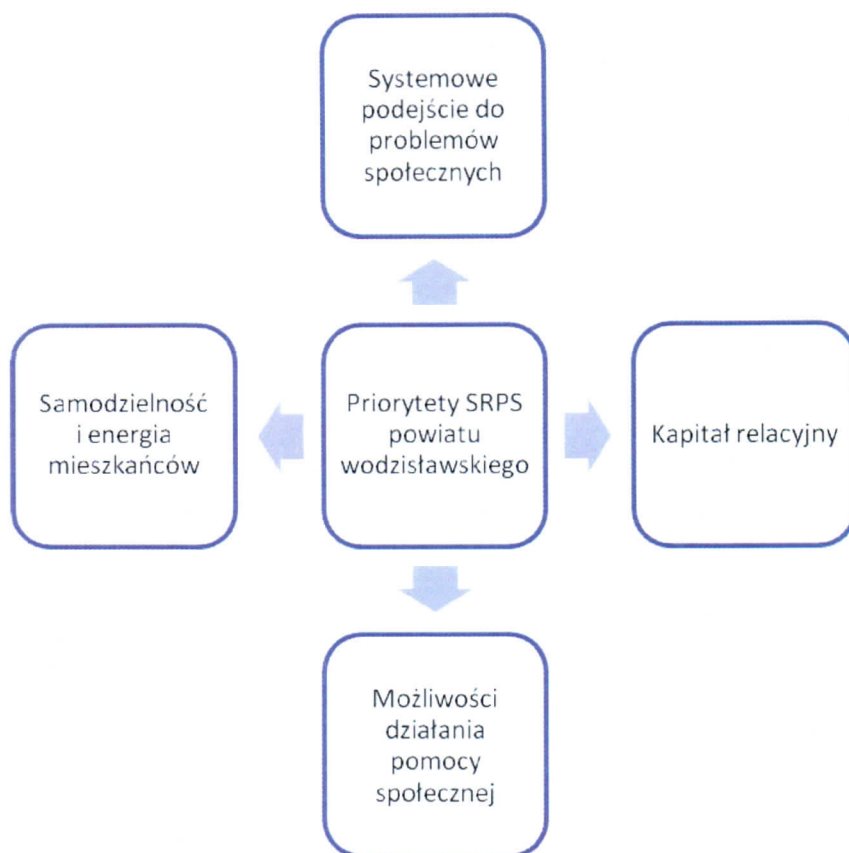 Systemowe
podejście do
problemów
społecznych
Samodzielność
i energia
mieszkańców
Priorytety SRPS
powiatu
wodzisławskiego
Kapitał relacyjny
Możliwości
działania
pomocy
społecznej